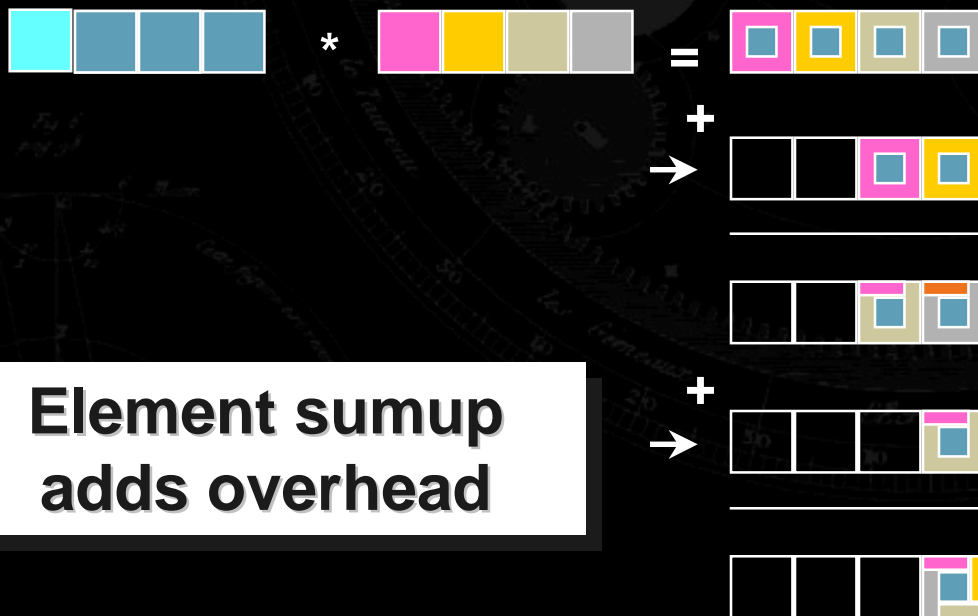 * =
+
→
Element sumup
adds overhead
+
→